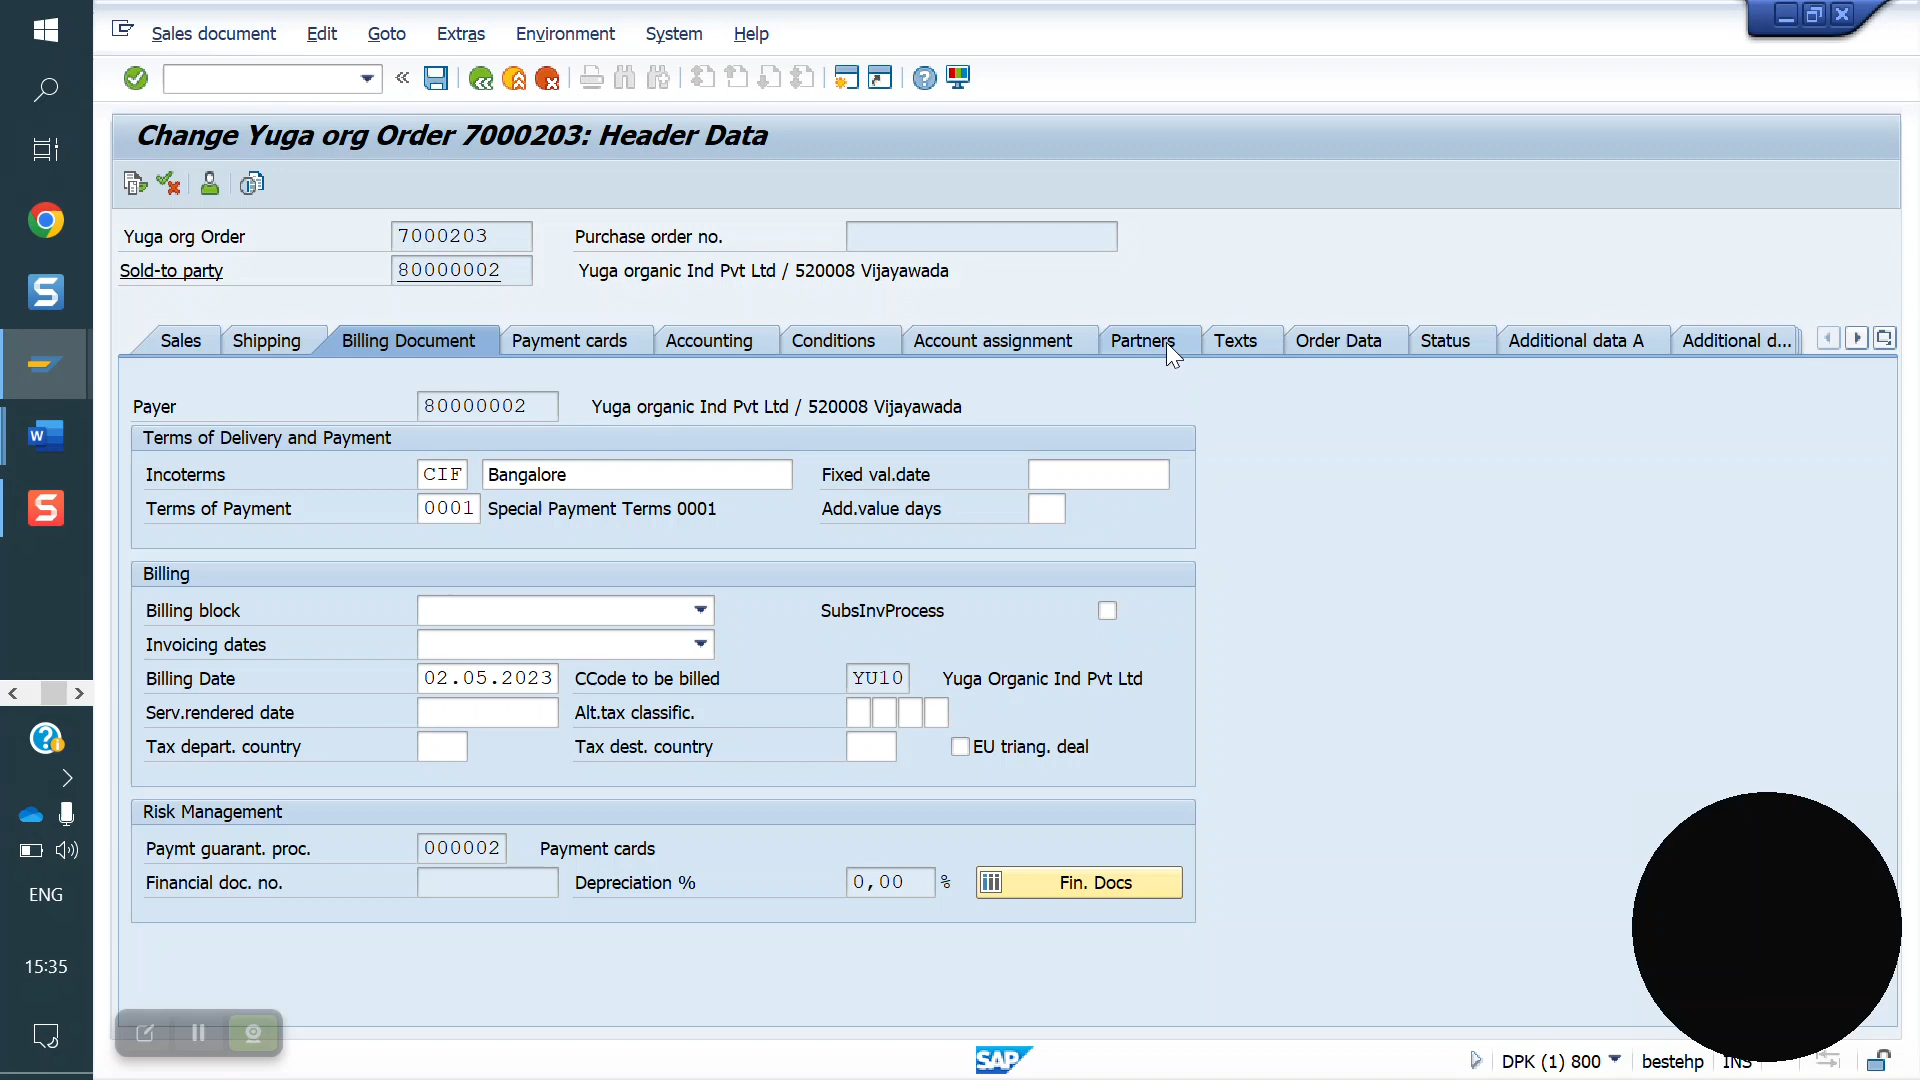 Sales document Edit Goto Extras Environment System Help
Change Yuga org Order 7000203: Header Data
Yuga org Order 7000203 Purchase order no.
Sold-to party 80000002 Yuga organic Ind Pvt Ltd / 520008 Vijayawada
Sales Shipping Billing Document Payment cards Accounting Conditions Account assignment Partners Texts Order Data Status Additional data A Additional d...
Payer 80000002 Yuga organic Ind Pvt Ltd / 520008 Vijayawada
Terms of Delivery and Payment
Incoterms CIF Bangalore Fixed val.date
Terms of Payment 0001 Special Payment Terms 0001 Add.value days
Billing
Billing block SubsInvProcess
Invoicing dates
Billing Date 02.05.2023 CCode to be billed YU10 Yuga Organic Ind Pvt Ltd
Serv.rendered date Alt.tax classific.
Tax depart. country Tax dest. country EU triang. deal
Risk Management
Paymt guarant. proc. 000002 Payment cards
Financial doc. no. Depreciation % 0,00 % Fin. Docs
ENG
15:35
SAP DPK (1) 800 bestehp INS